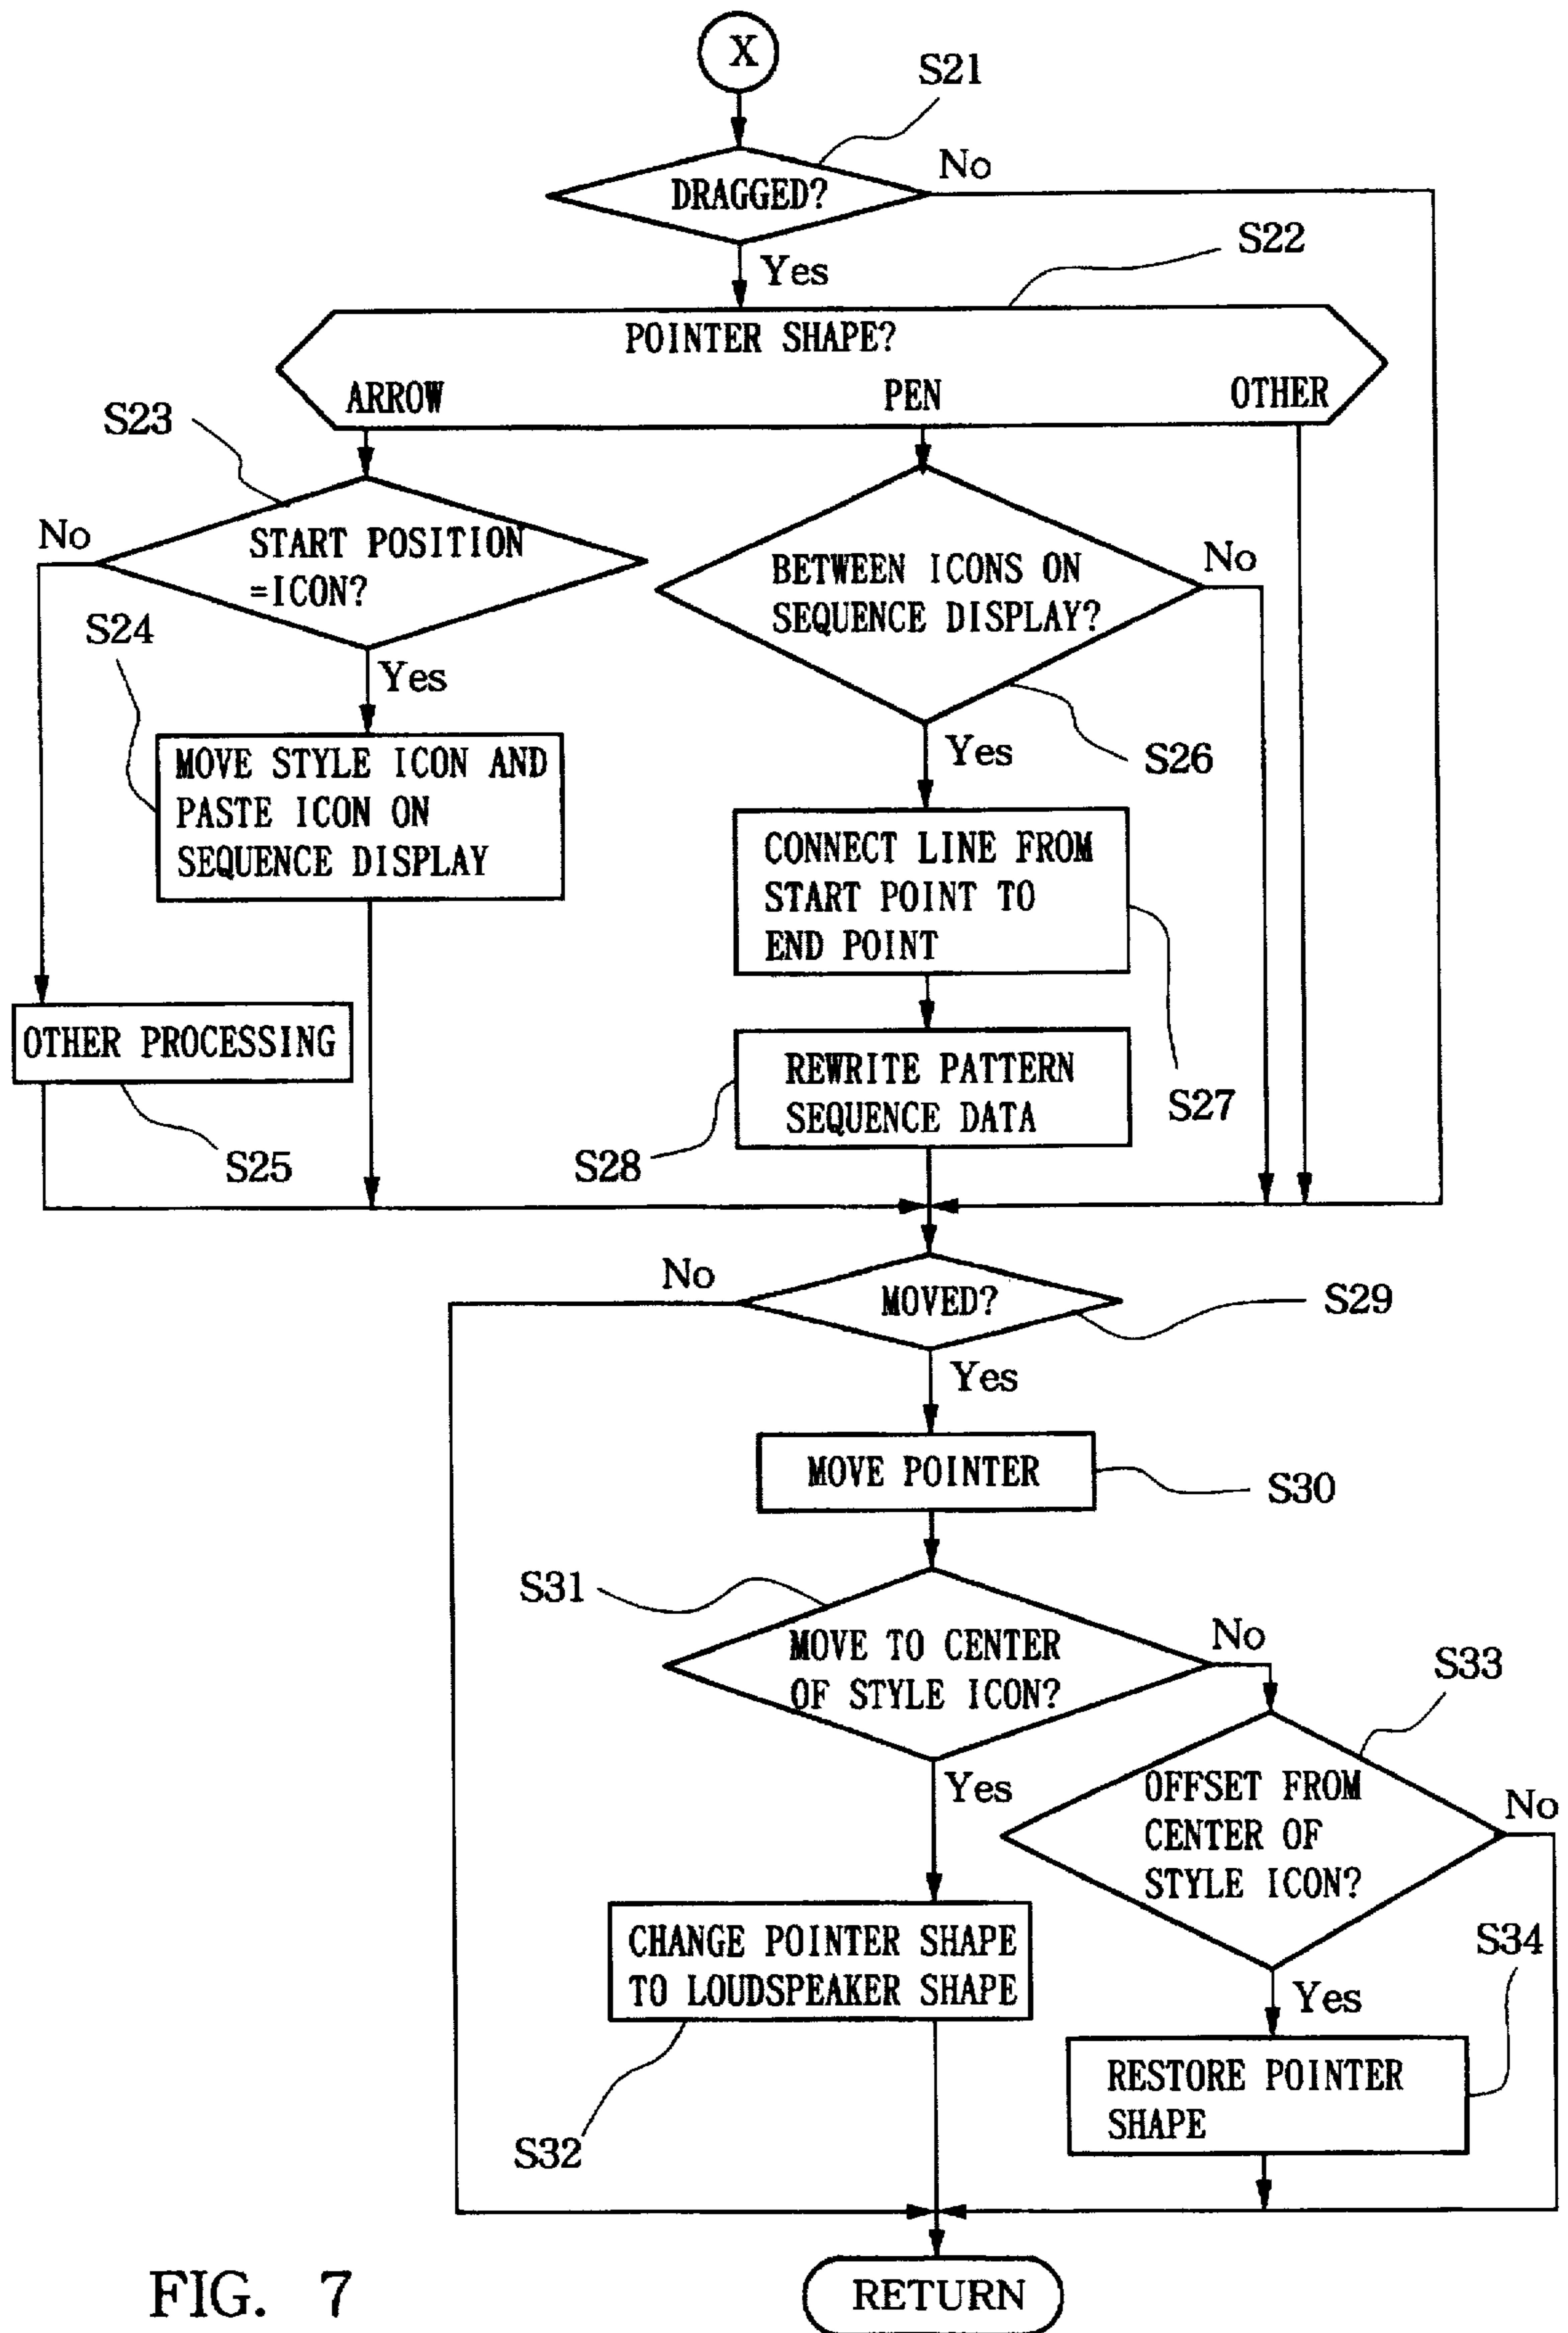 X
S21
DRAGGED?
No
Yes
S22
POINTER SHAPE?
ARROW
PEN
OTHER
S23
No
START POSITION
=ICON?
Yes
BETWEEN ICONS ON
SEQUENCE DISPLAY?
No
S24
MOVE STYLE ICON AND
PASTE ICON ON
SEQUENCE DISPLAY
Yes
S26
CONNECT LINE FROM
START POINT TO
END POINT
OTHER PROCESSING
S25
S27
REWRITE PATTERN
SEQUENCE DATA
S28
No
MOVED?
S29
Yes
MOVE POINTER
S30
S31
MOVE TO CENTER
OF STYLE ICON?
No
S33
Yes
OFFSET FROM
CENTER OF
STYLE ICON?
No
CHANGE POINTER SHAPE
TO LOUDSPEAKER SHAPE
S34
Yes
RESTORE POINTER
SHAPE
S32
RETURN
FIG. 7